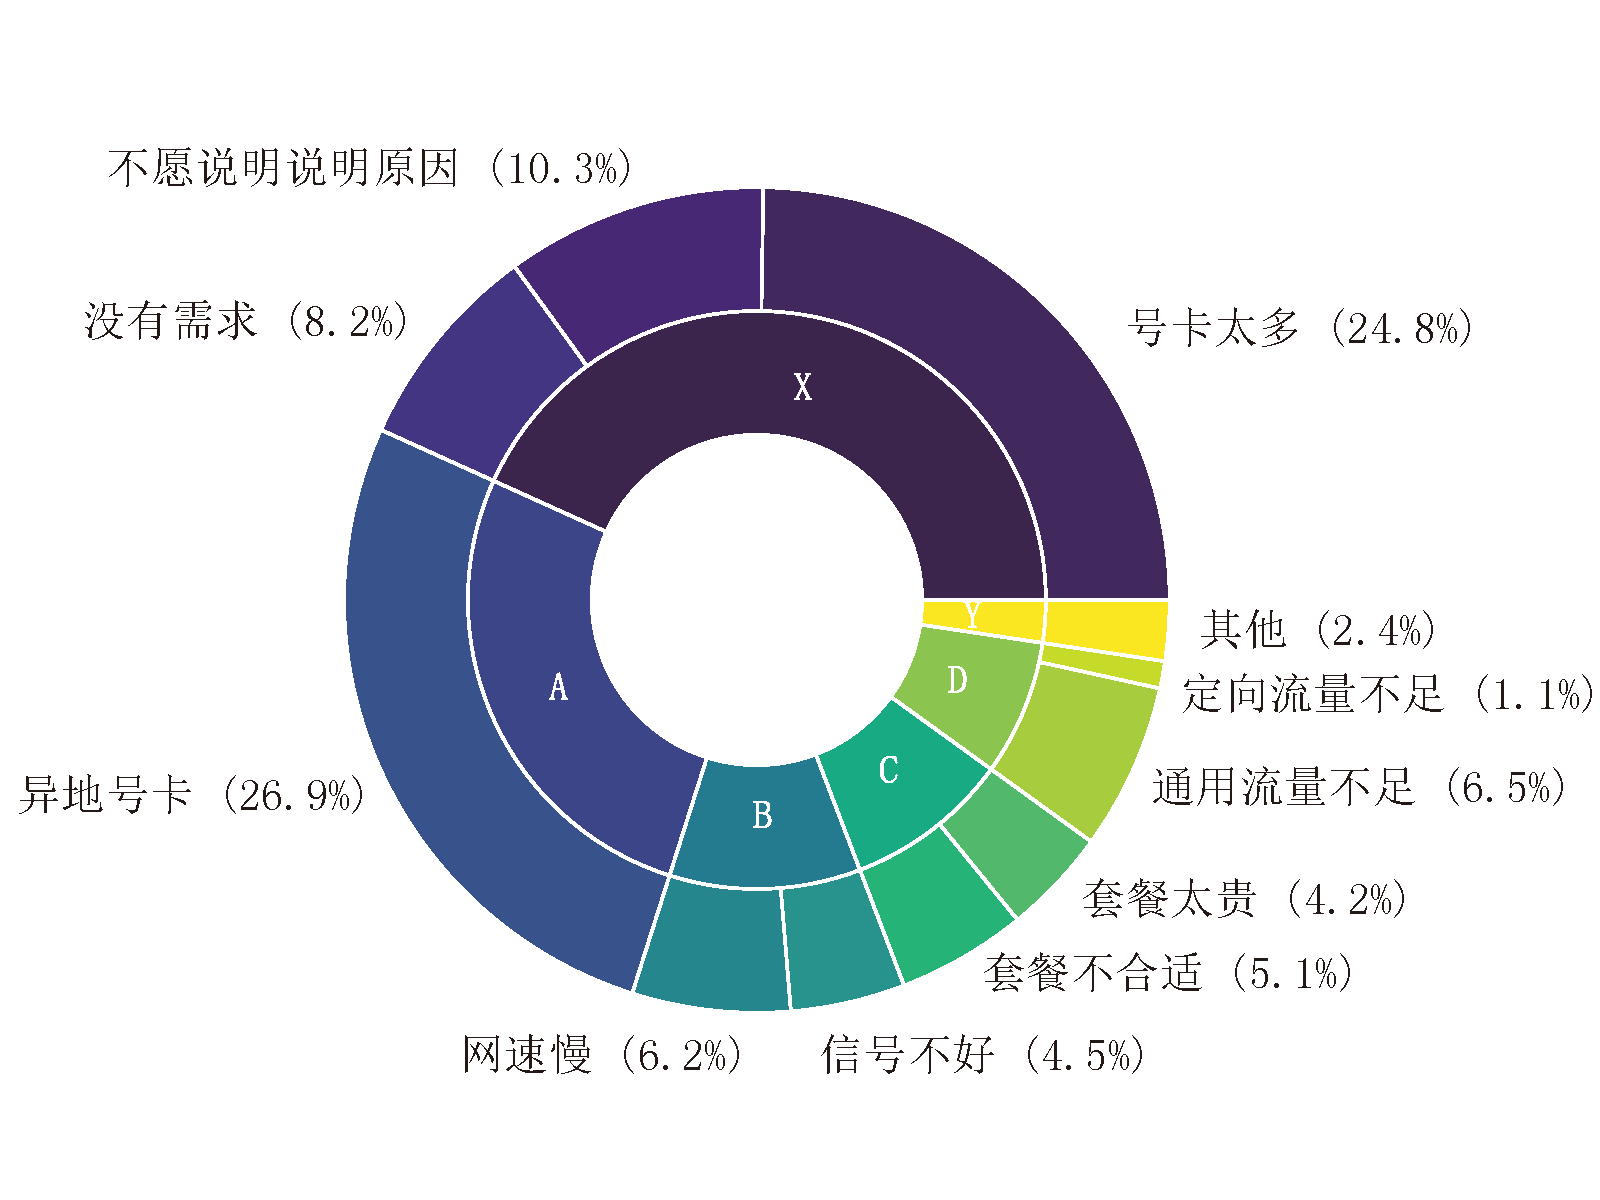 不愿说明说明原因 (10.3%)
没有需求 (8.2%)
号卡太多 (24.8%)
X
其他 (2.4%)
Y
定向流量不足 (1.1%)
D
A
通用流量不足 (6.5%)
C
异地号卡 (26.9%)
B
套餐太贵 (4.2%)
套餐不合适 (5.1%)
网速慢 (6.2%)
信号不好 (4.5%)